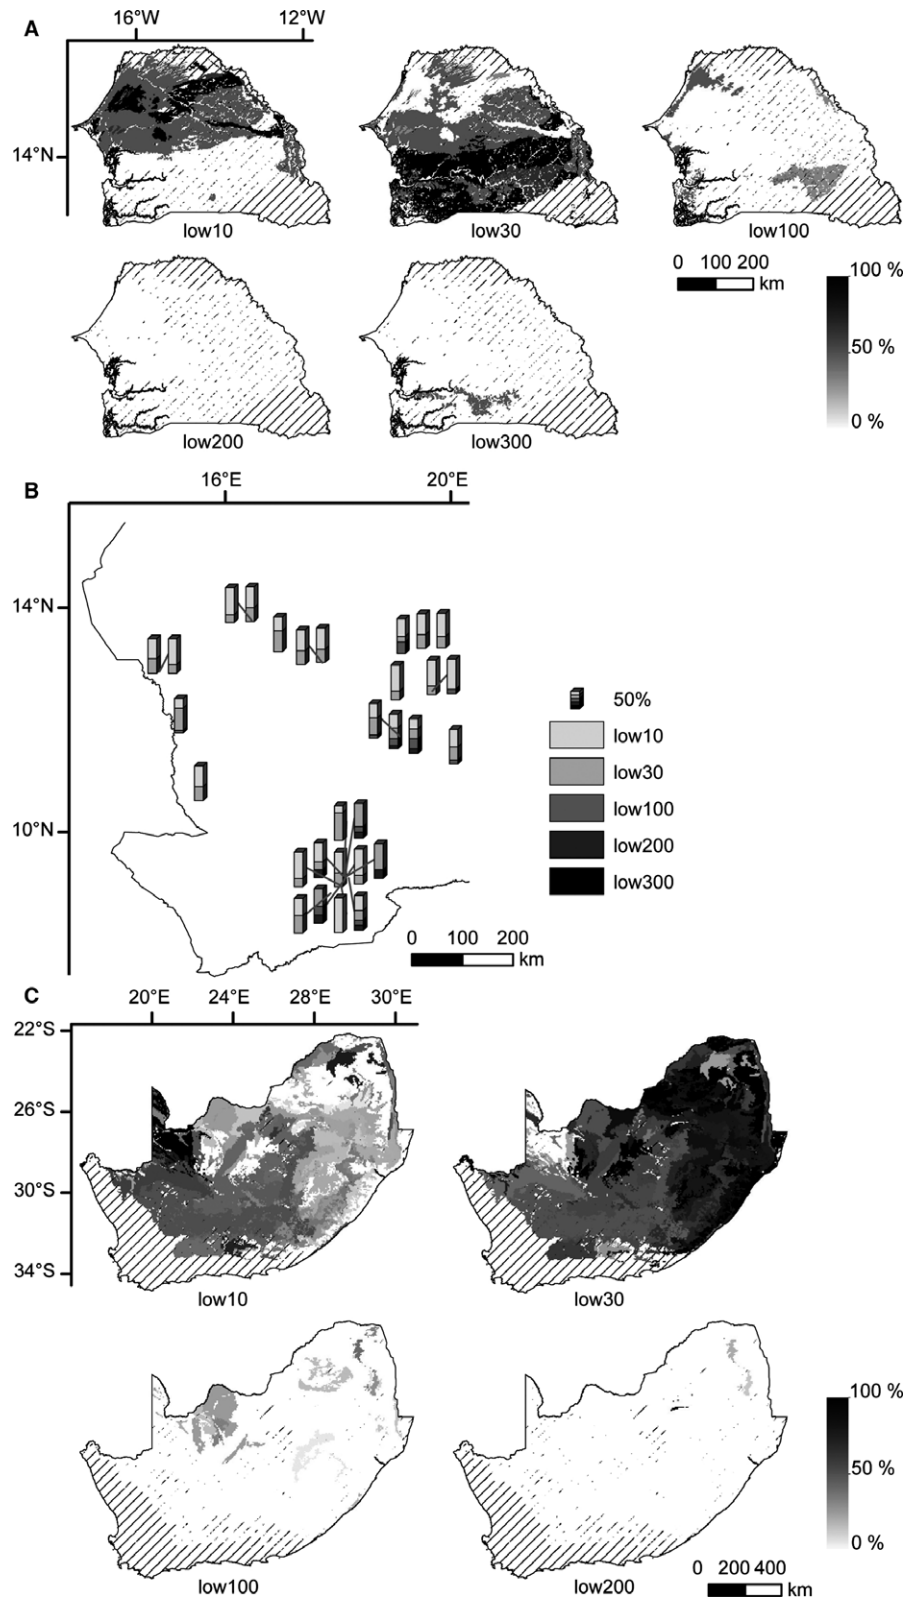 A
16°W 12°W
14°N
low10 low30 low100
0 100 200
km
100 %
50 %
0 %
low200 low300
B
16°E 20°E
14°N
10°N
50%
low10
low30
low100
low200
low300
0 100 200
km
C
20°E 24°E 28°E 30°E
22°S
26°S
30°S
34°S
low10 low30
100 %
50 %
0 %
0 200 400
km
low100 low200